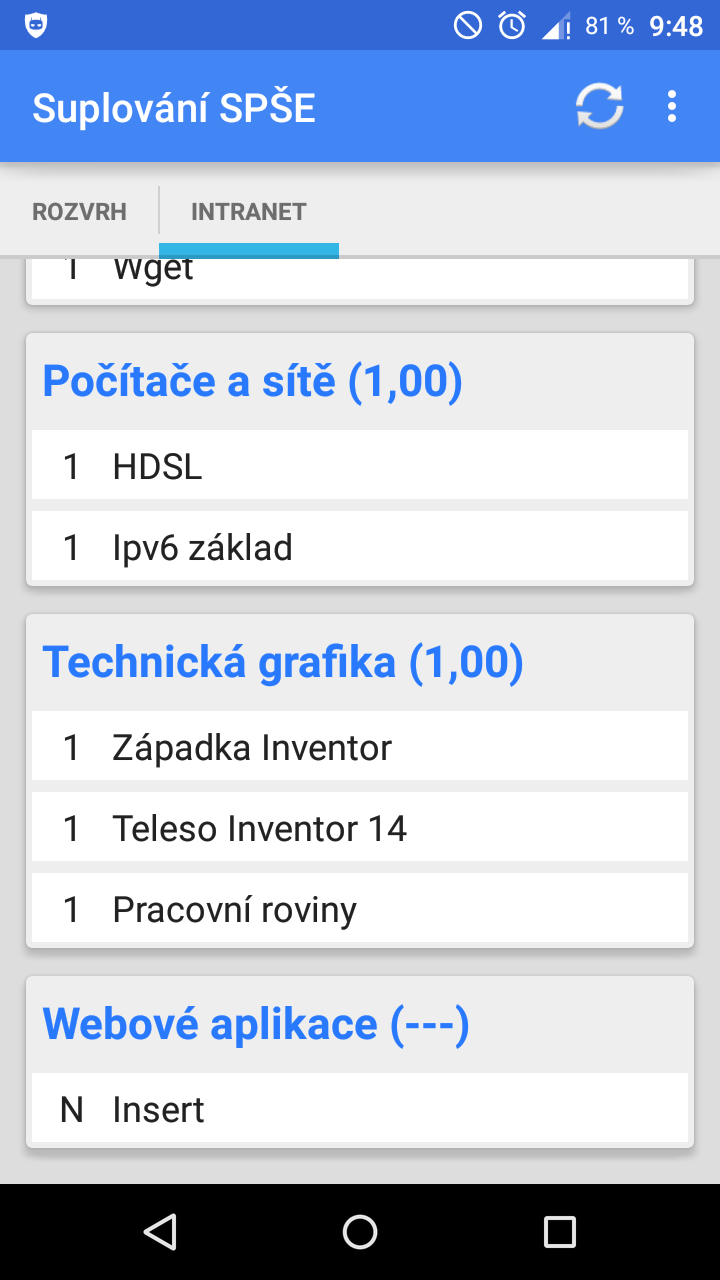 81 % 9:48
Suplování SPŠE
ROZVRH INTRANET
1 Wget
Počítače a sítě (1,00)
1 HDSL
1 Ipv6 základ
Technická grafika (1,00)
1 Západka Inventor
1 Teleso Inventor 14
1 Pracovní roviny
Webové aplikace (---)
N Insert